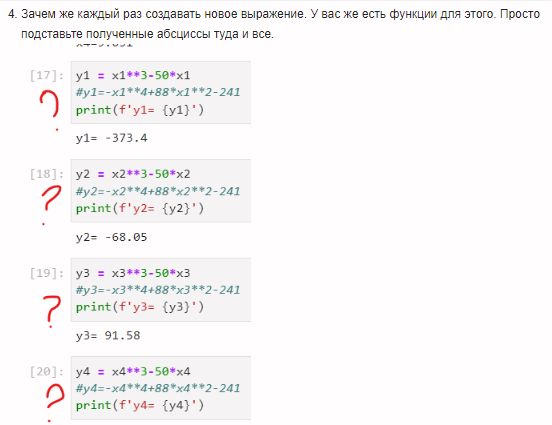 4. Зачем же каждый раз создавать новое выражение. У вас же есть функции для этого. Просто
подставьте полученные абсциссы туда и все.
[17]: y1 = x1**3-50*x1
#y1=-x1**4+88*x1**2-241
print(f'y1= {y1}')
?
y1= -373.4
[18]: y2 = x2**3-50*x2
#y2=-x2**4+88*x2**2-241
print(f'y2= {y2}')
?
y2= -68.05
[19]: y3 = x3**3-50*x3
#y3=-x3**4+88*x3**2-241
print(f'y3= {y3}')
?
y3= 91.58
[20]: y4 = x4**3-50*x4
#y4=-x4**4+88*x4**2-241
print(f'y4= {y4}')
?